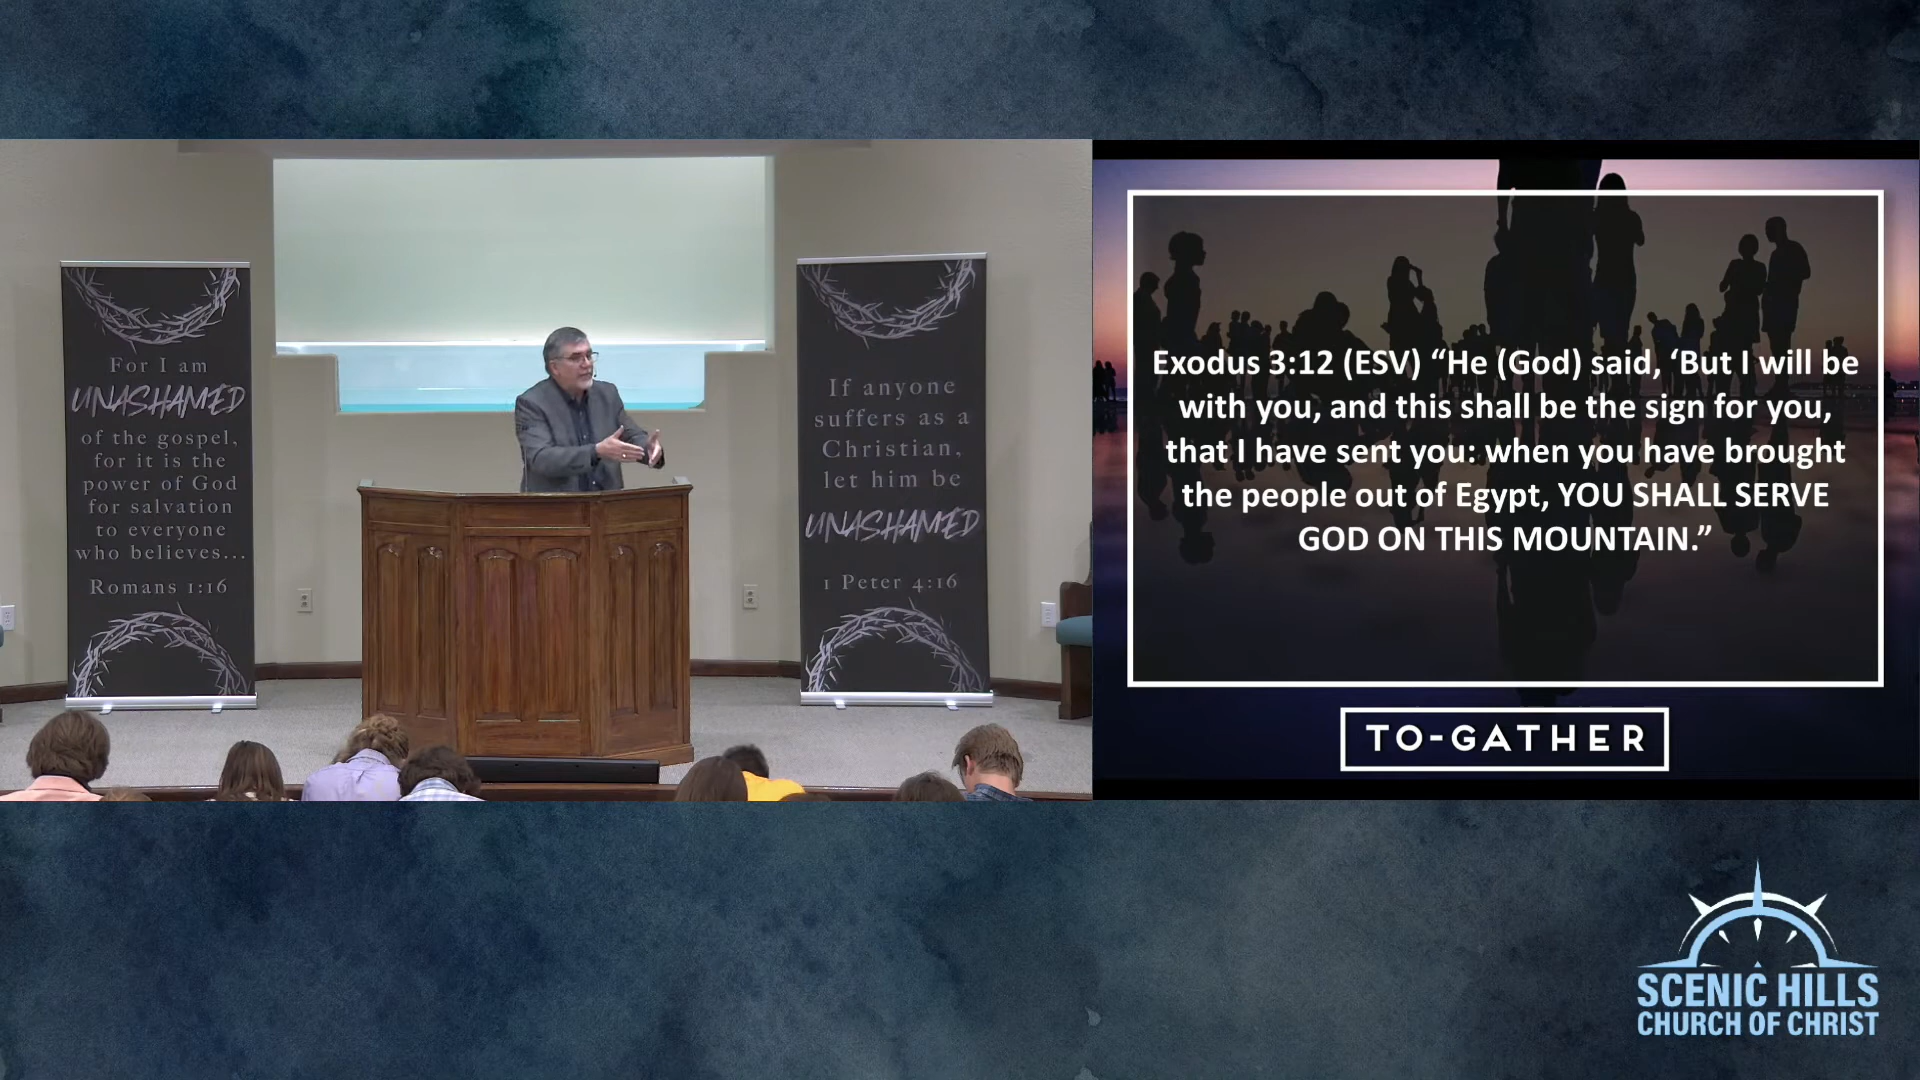 For I am
UNASHAMED
of the gospel,
for it is the
power of God
for salvation
to everyone
who believes...
Romans 1:16
If anyone
suffers as a
Christian,
let him be
UNASHAMED
1 Peter 4:16
Exodus 3:12 (ESV) “He (God) said, ‘But I will be
with you, and this shall be the sign for you,
that I have sent you: when you have brought
the people out of Egypt, YOU SHALL SERVE
GOD ON THIS MOUNTAIN.”
TO-GATHER
SCENIC HILLS
CHURCH OF CHRIST